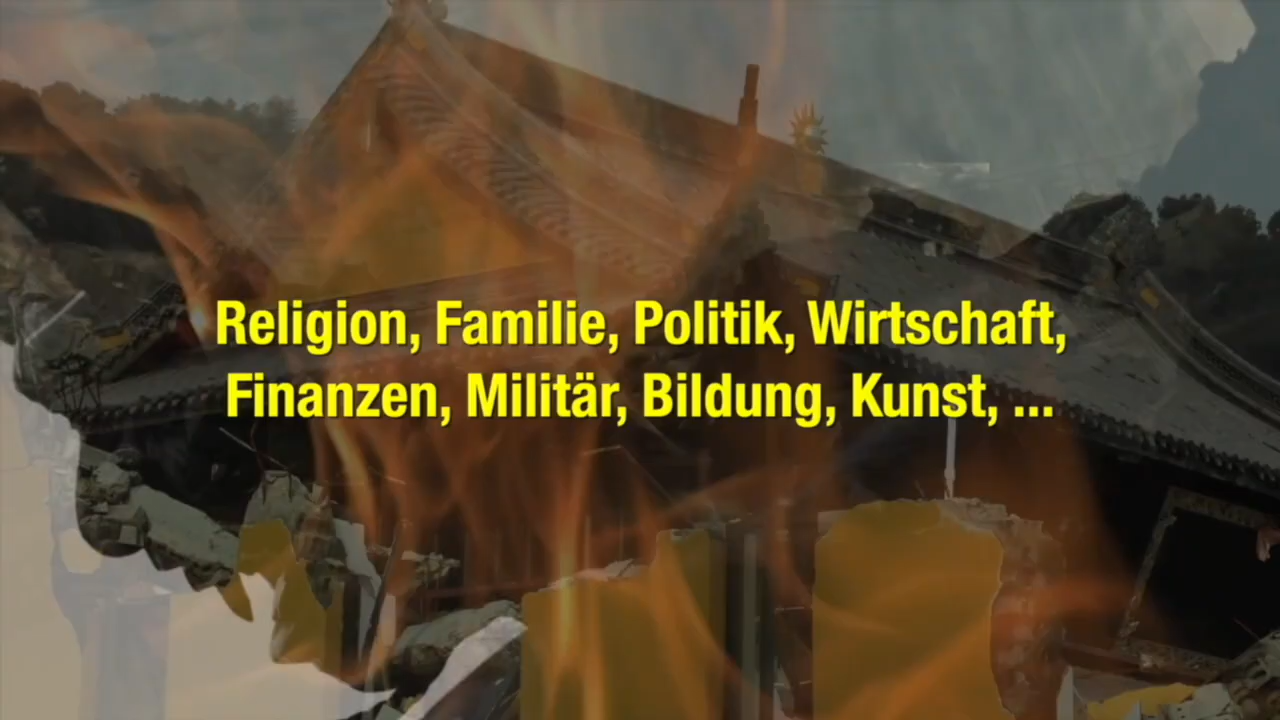 Religion, Familie, Politik, Wirtschaft,
Finanzen, Militär, Bildung, Kunst, ...